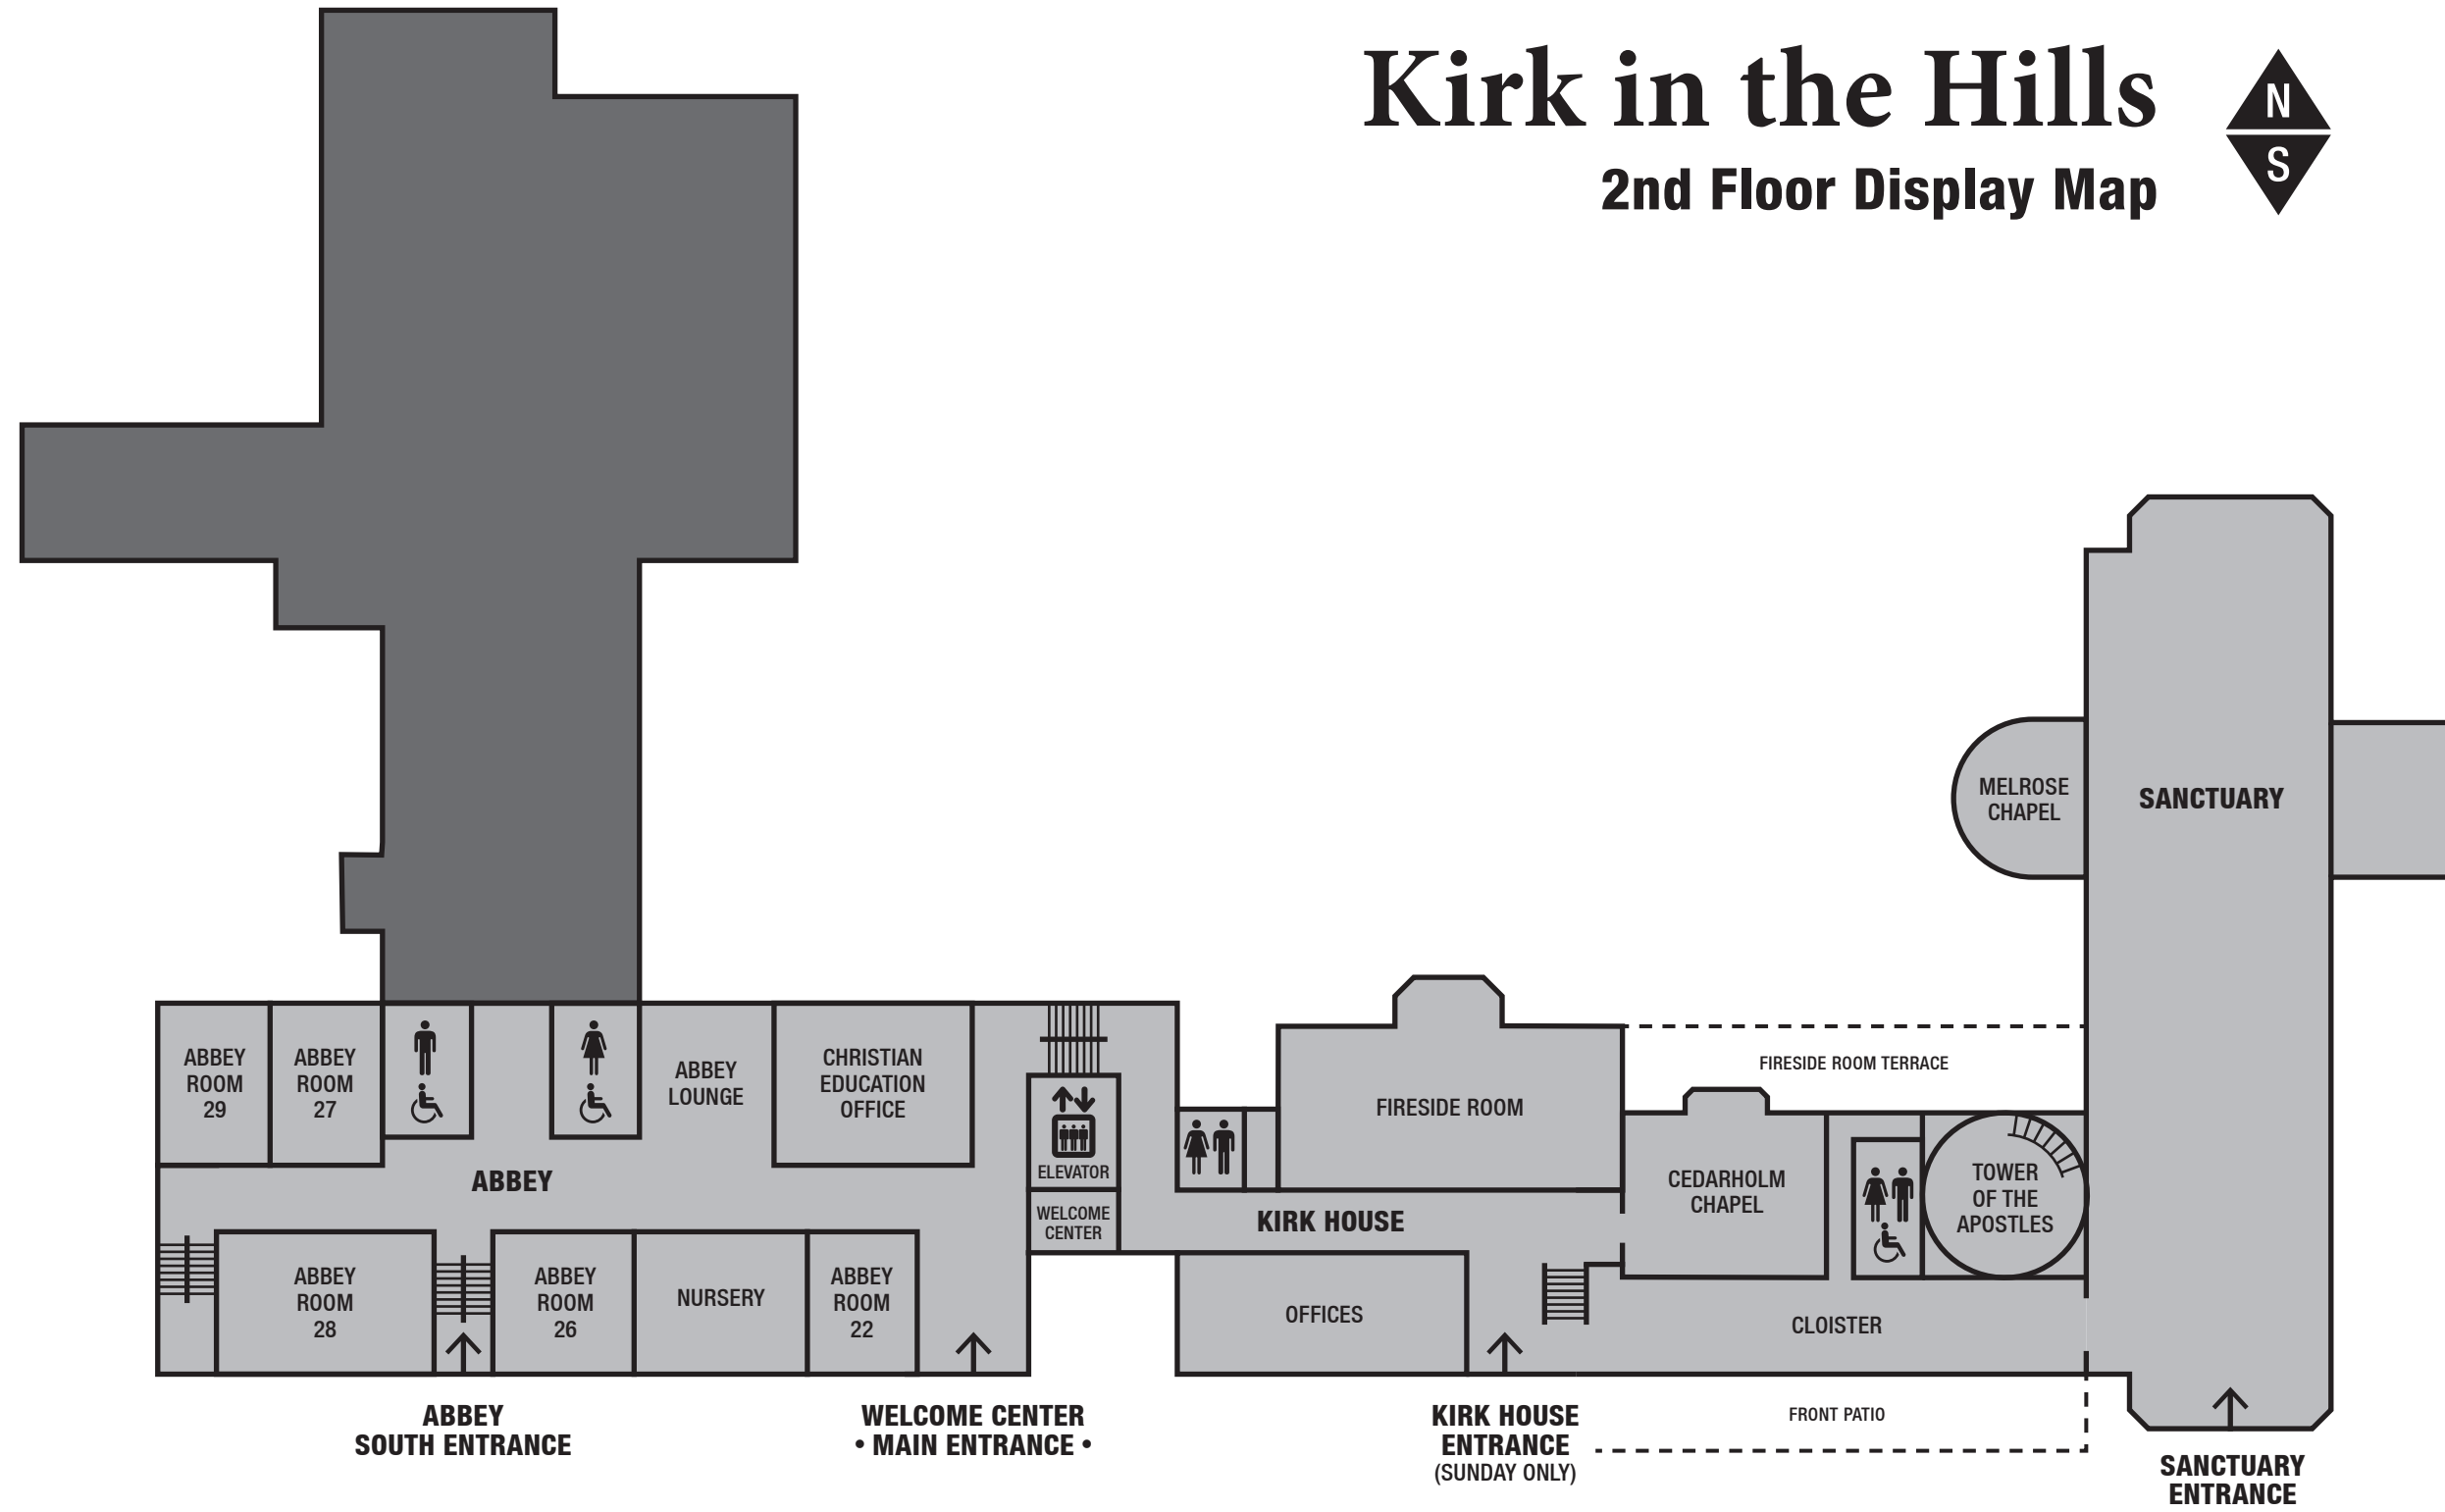 Kirk in the Hills
2nd Floor Display Map
N
S
MELROSE
CHAPEL
SANCTUARY
ABBEY
ROOM
29
ABBEY
ROOM
27
ABBEY
LOUNGE
CHRISTIAN
EDUCATION
OFFICE
ELEVATOR
WELCOME
CENTER
FIRESIDE ROOM
FIRESIDE ROOM TERRACE
CEDARHOLM
CHAPEL
TOWER
OF THE
APOSTLES
ABBEY
KIRK HOUSE
ABBEY
ROOM
28
ABBEY
ROOM
26
NURSERY
ABBEY
ROOM
22
OFFICES
CLOISTER
ABBEY
SOUTH ENTRANCE
WELCOME CENTER
• MAIN ENTRANCE •
KIRK HOUSE
ENTRANCE
(SUNDAY ONLY)
FRONT PATIO
SANCTUARY
ENTRANCE